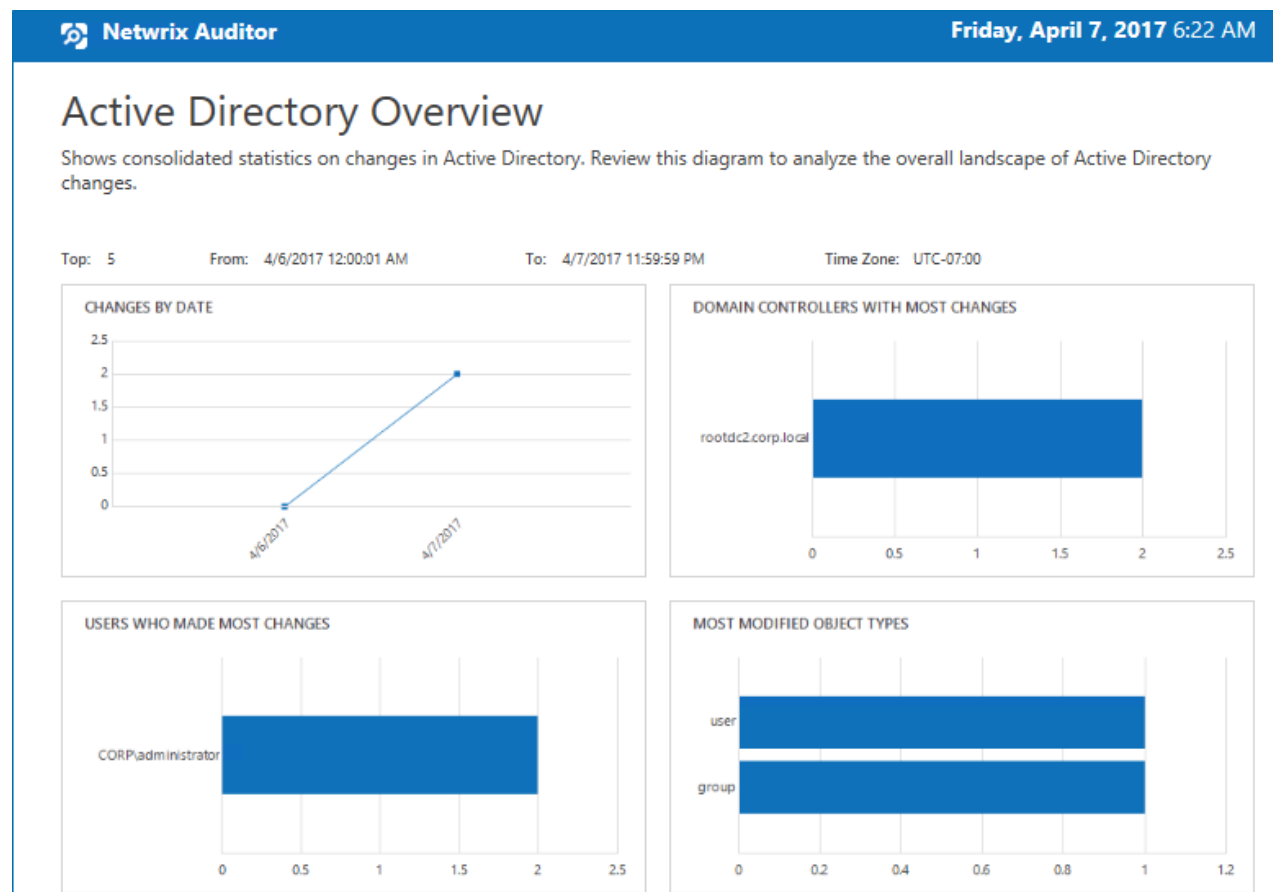 Netwrix Auditor
Friday, April 7, 2017 6:22 AM
Active Directory Overview
Shows consolidated statistics on changes in Active Directory. Review this diagram to analyze the overall landscape of Active Directory
changes.
Top: 5 From: 4/6/2017 12:00:01 AM To: 4/7/2017 11:59:59 PM Time Zone: UTC-07:00
CHANGES BY DATE
2.5
2
1.5
1
0.5
0
4/6/2017 4/7/2017
DOMAIN CONTROLLERS WITH MOST CHANGES
rootdc2.corp.local
0 0.5 1 1.5 2 2.5
USERS WHO MADE MOST CHANGES
CORP\administrator
0 0.5 1 1.5 2 2.5
MOST MODIFIED OBJECT TYPES
user
group
0 0.2 0.4 0.6 0.8 1 1.2